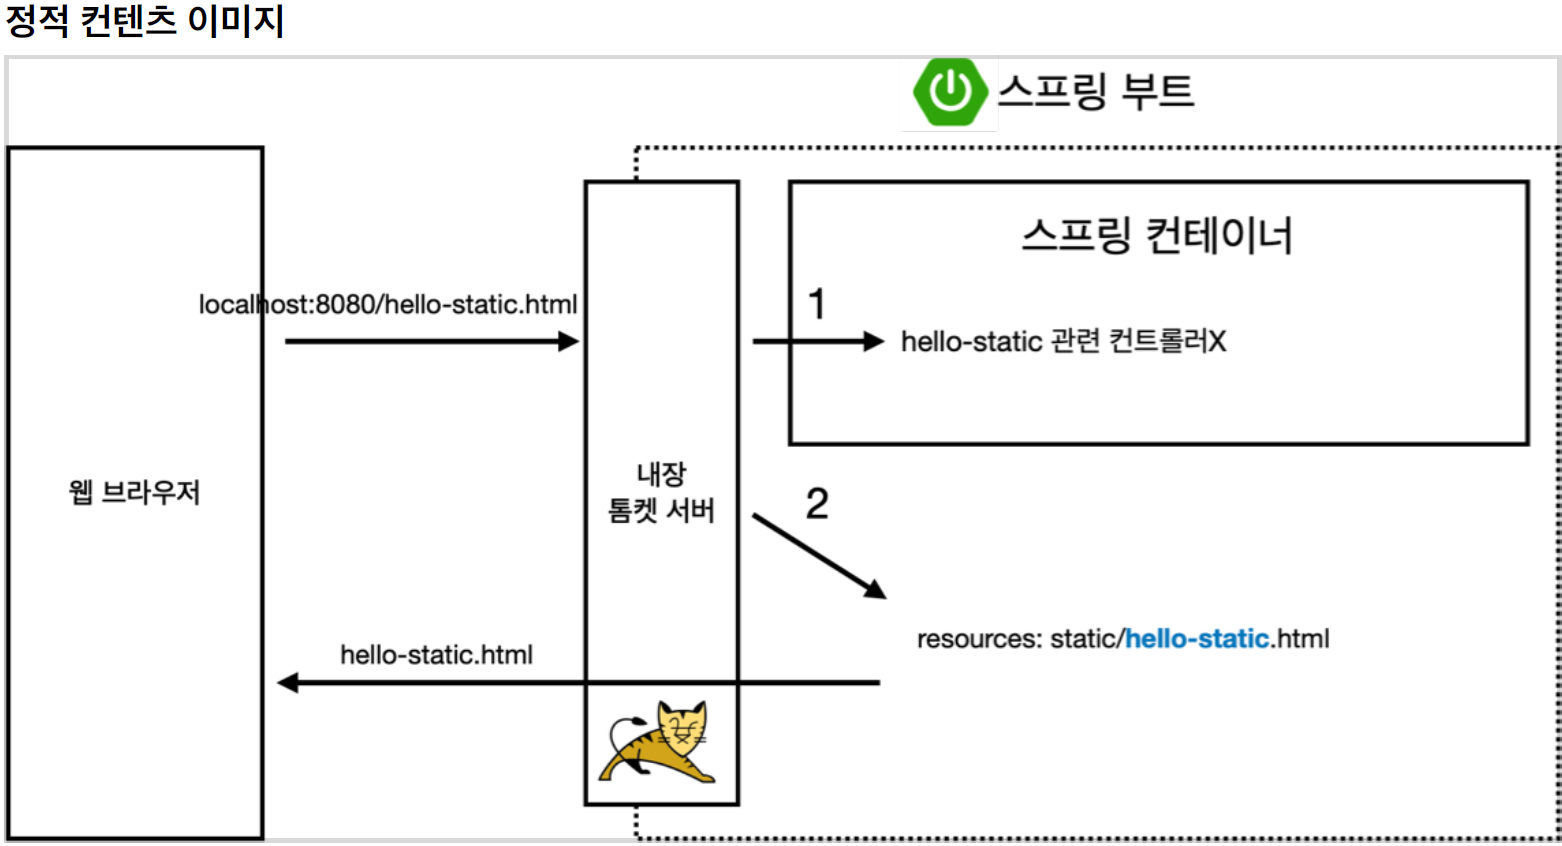 정적 컨텐츠 이미지
스프링 부트
스프링 컨테이너
localhost:8080/hello-static.html
1
hello-static 관련 컨트롤러X
웹 브라우저
내장
톰켓 서버
2
resources: static/hello-static.html
hello-static.html